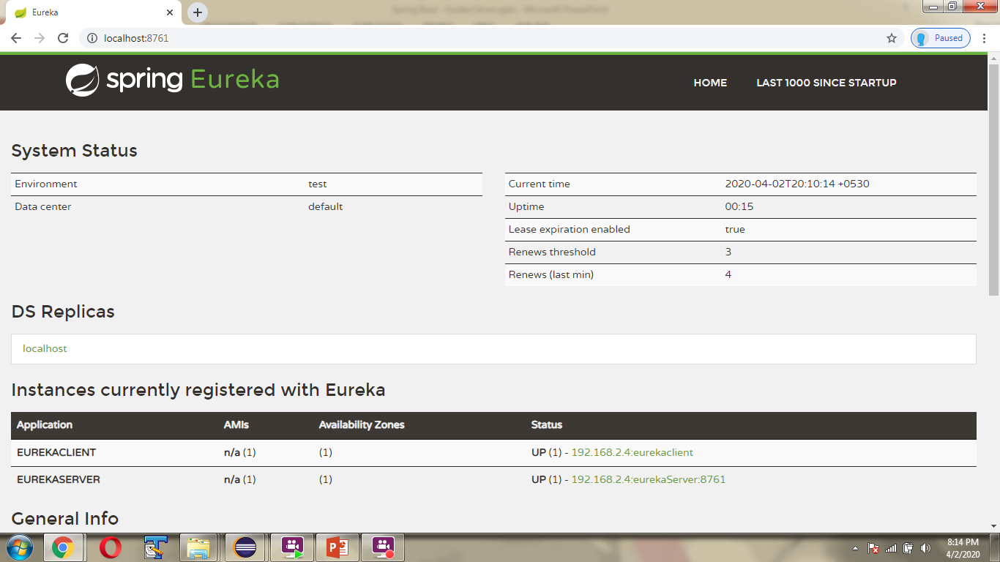 Eureka
localhost:8761
Paused
spring Eureka
HOME LAST 1000 SINCE STARTUP
System Status
Environment test
Data center default
Current time 2020-04-02T20:10:14 +0530
Uptime 00:15
Lease expiration enabled true
Renews threshold 3
Renews (last min) 4
DS Replicas
localhost
Instances currently registered with Eureka
Application AMIs Availability Zones Status
EUREKACLIENT n/a (1) (1) UP (1) - 192.168.2.4:eurekaclient
EUREKASERVER n/a (1) (1) UP (1) - 192.168.2.4:eurekaServer:8761
General Info
8:14 PM
4/2/2020